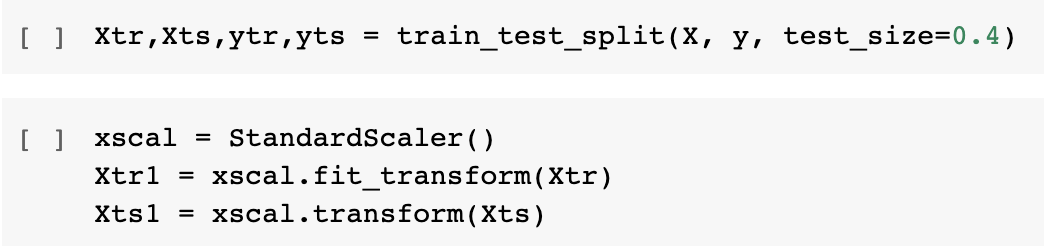 [ ] Xtr,Xts,ytr,yts = train_test_split(X, y, test_size=0.4)
[ ] xscal = StandardScaler()
Xtr1 = xscal.fit_transform(Xtr)
Xts1 = xscal.transform(Xts)